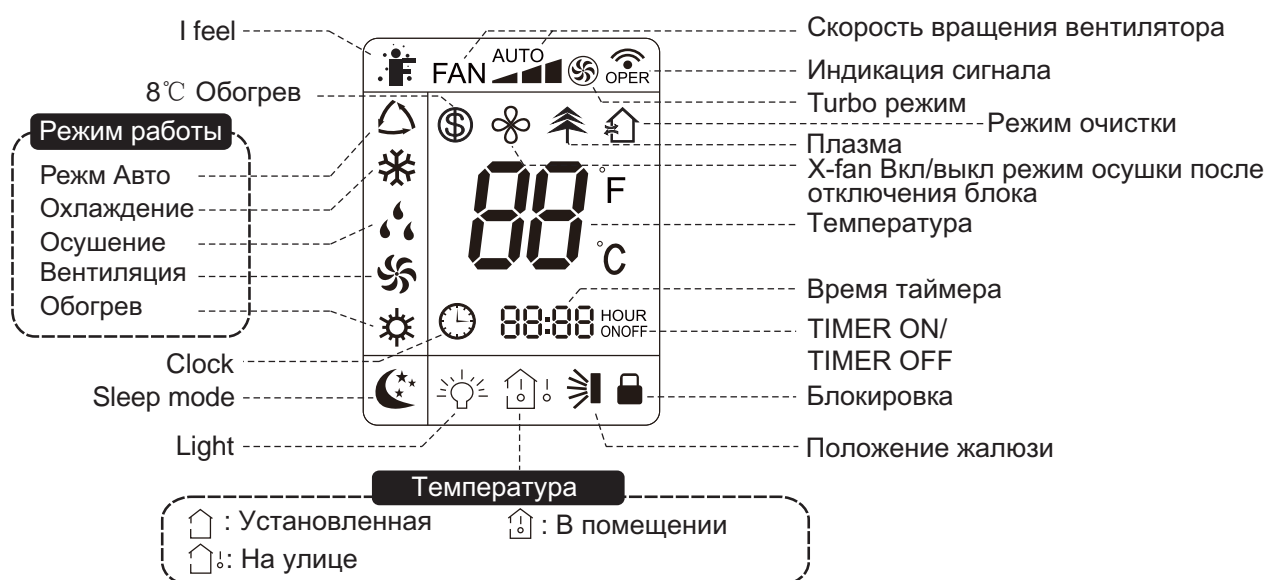 I feel
Скорость вращения вентилятора
AUTO
FAN
OPER
Индикация сигнала
8℃ Обогрев
Turbo режим
Режим очистки
Режим работы
Плазма
X-fan Вкл/выкл режим осушки после
отключения блока
Режм Авто
Охлаждение
Осушение
Вентиляция
Обогрев
88
°F
°C
Температура
Время таймера
88:88 HOUR
ONOFF
TIMER ON/
TIMER OFF
Clock
Sleep mode
Блокировка
Light
Положение жалюзи
Температура
: Установленная
: В помещении
: На улице